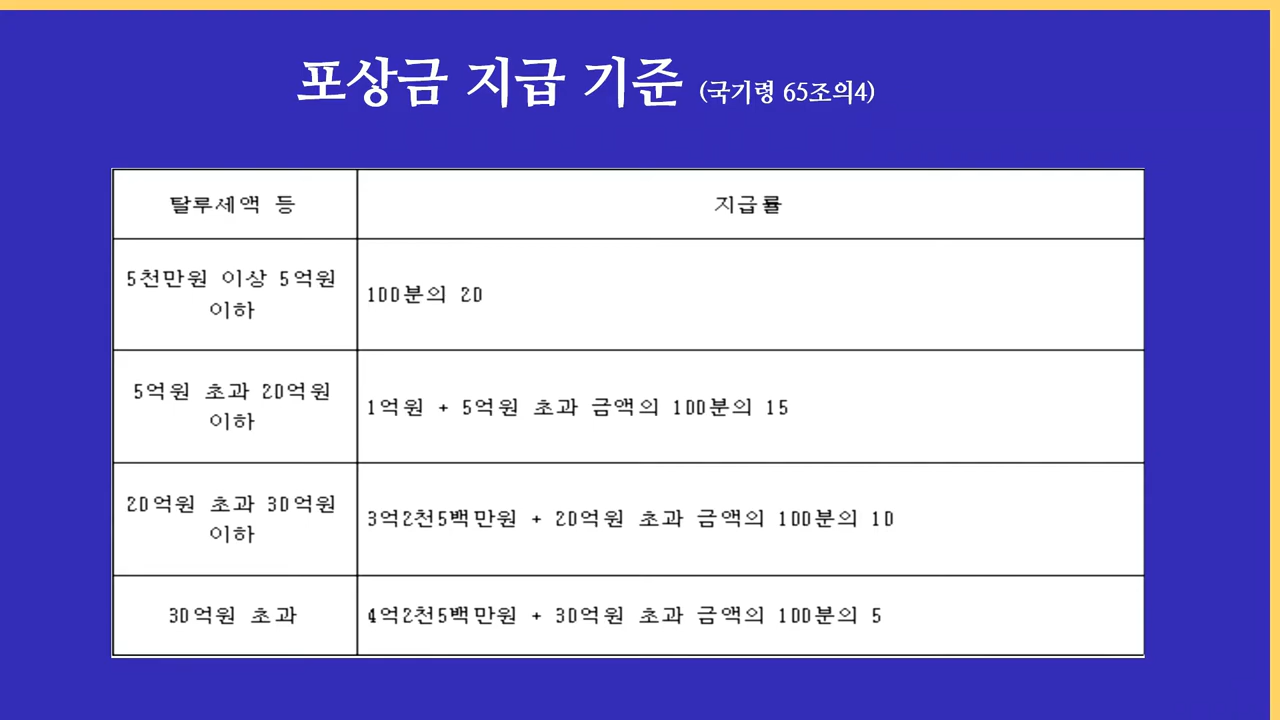 포상금 지급 기준 (국기령 65조의4)
탈루세액 등
지급률
5천만원 이상 5억원
이하
100분의 20
5억원 초과 20억원
이하
1억원 + 5억원 초과 금액의 100분의 15
20억원 초과 30억원
이하
3억2천5백만원 + 20억원 초과 금액의 100분의 10
30억원 초과
4억2천5백만원 + 30억원 초과 금액의 100분의 5